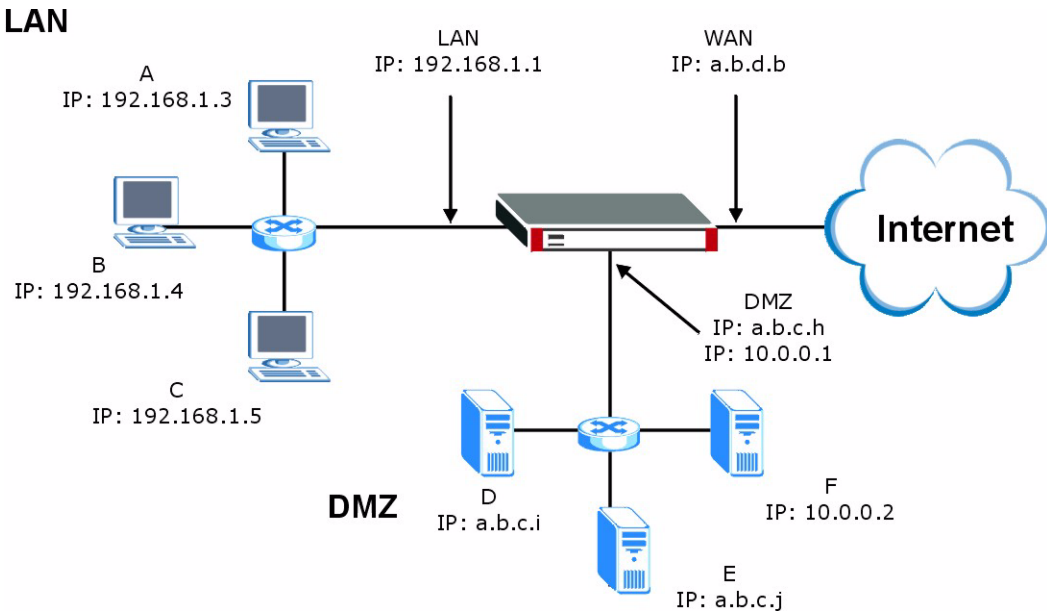 LAN
LAN
IP: 192.168.1.1
WAN
IP: a.b.d.b
A
IP: 192.168.1.3
B
IP: 192.168.1.4
C
IP: 192.168.1.5
Internet
DMZ
IP: a.b.c.h
IP: 10.0.0.1
DMZ
D
IP: a.b.c.i
F
IP: 10.0.0.2
E
IP: a.b.c.j